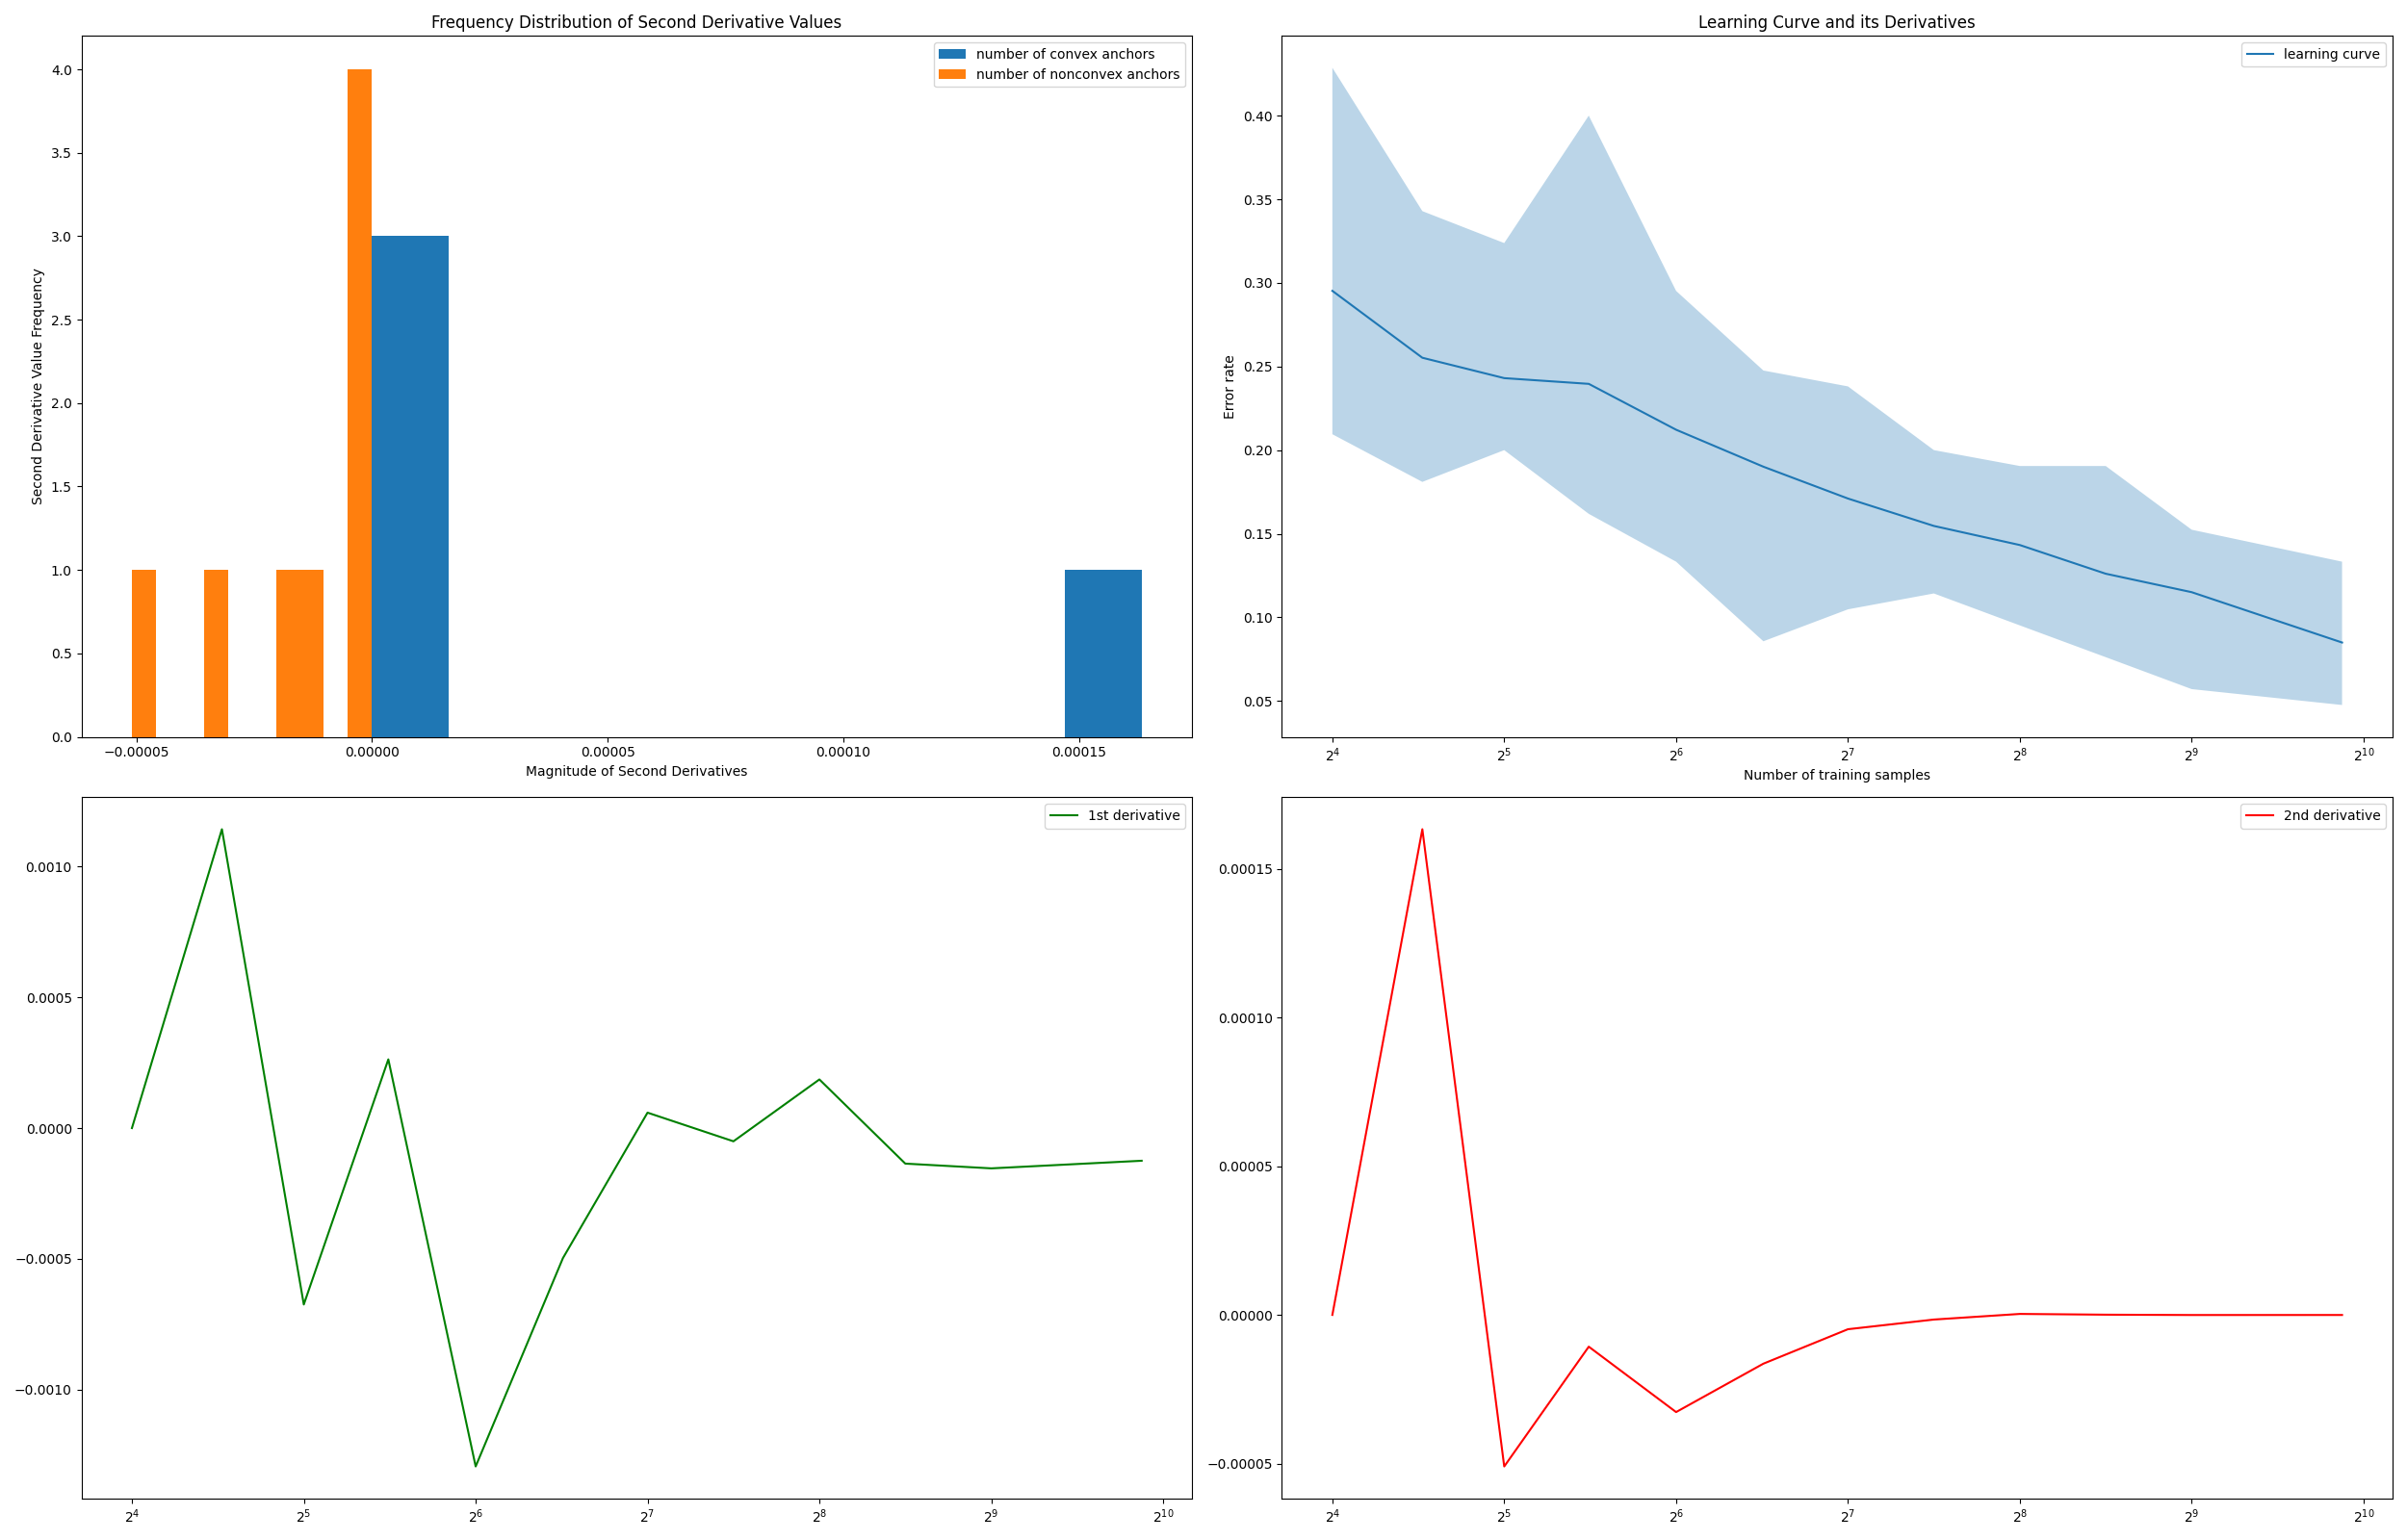 Frequency Distribution of Second Derivative Values
number of convex anchors
number of nonconvex anchors
Second Derivative Value Frequency
4.0
3.5
3.0
2.5
2.0
1.5
1.0
0.5
0.0
−0.00005 0.00000 0.00005 0.00010 0.00015
Magnitude of Second Derivatives
Learning Curve and its Derivatives
learning curve
Error rate
0.40
0.35
0.30
0.25
0.20
0.15
0.10
0.05
2⁴ 2⁵ 2⁶ 2⁷ 2⁸ 2⁹ 2¹⁰
Number of training samples
1st derivative
0.0010
0.0005
0.0000
−0.0005
−0.0010
2⁴ 2⁵ 2⁶ 2⁷ 2⁸ 2⁹ 2¹⁰
2nd derivative
0.00015
0.00010
0.00005
0.00000
−0.00005
2⁴ 2⁵ 2⁶ 2⁷ 2⁸ 2⁹ 2¹⁰